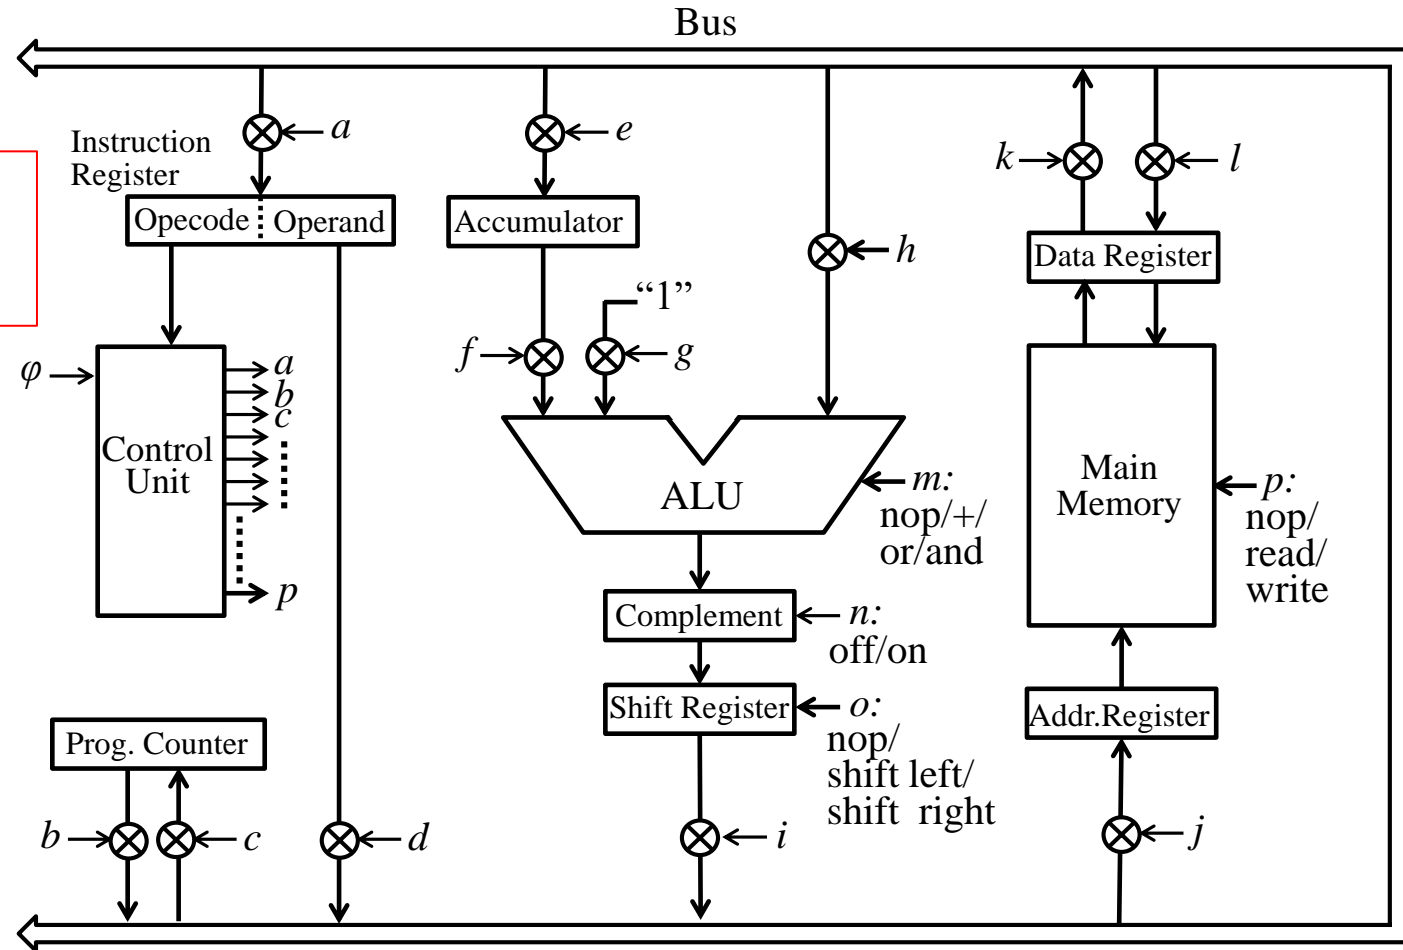 Bus
a
e
Instruction
Register
k
l
Opecode
Operand
Accumulator
h
Data Register
“1”
f
g
φ
a
b
c
Control
Unit
p
ALU
m:
nop/+/
or/and
Main
Memory
p:
nop/
read/
write
Complement
n:
off/on
Shift Register
o:
nop/
shift left/
shift right
Addr.Register
Prog. Counter
b
c
d
i
j